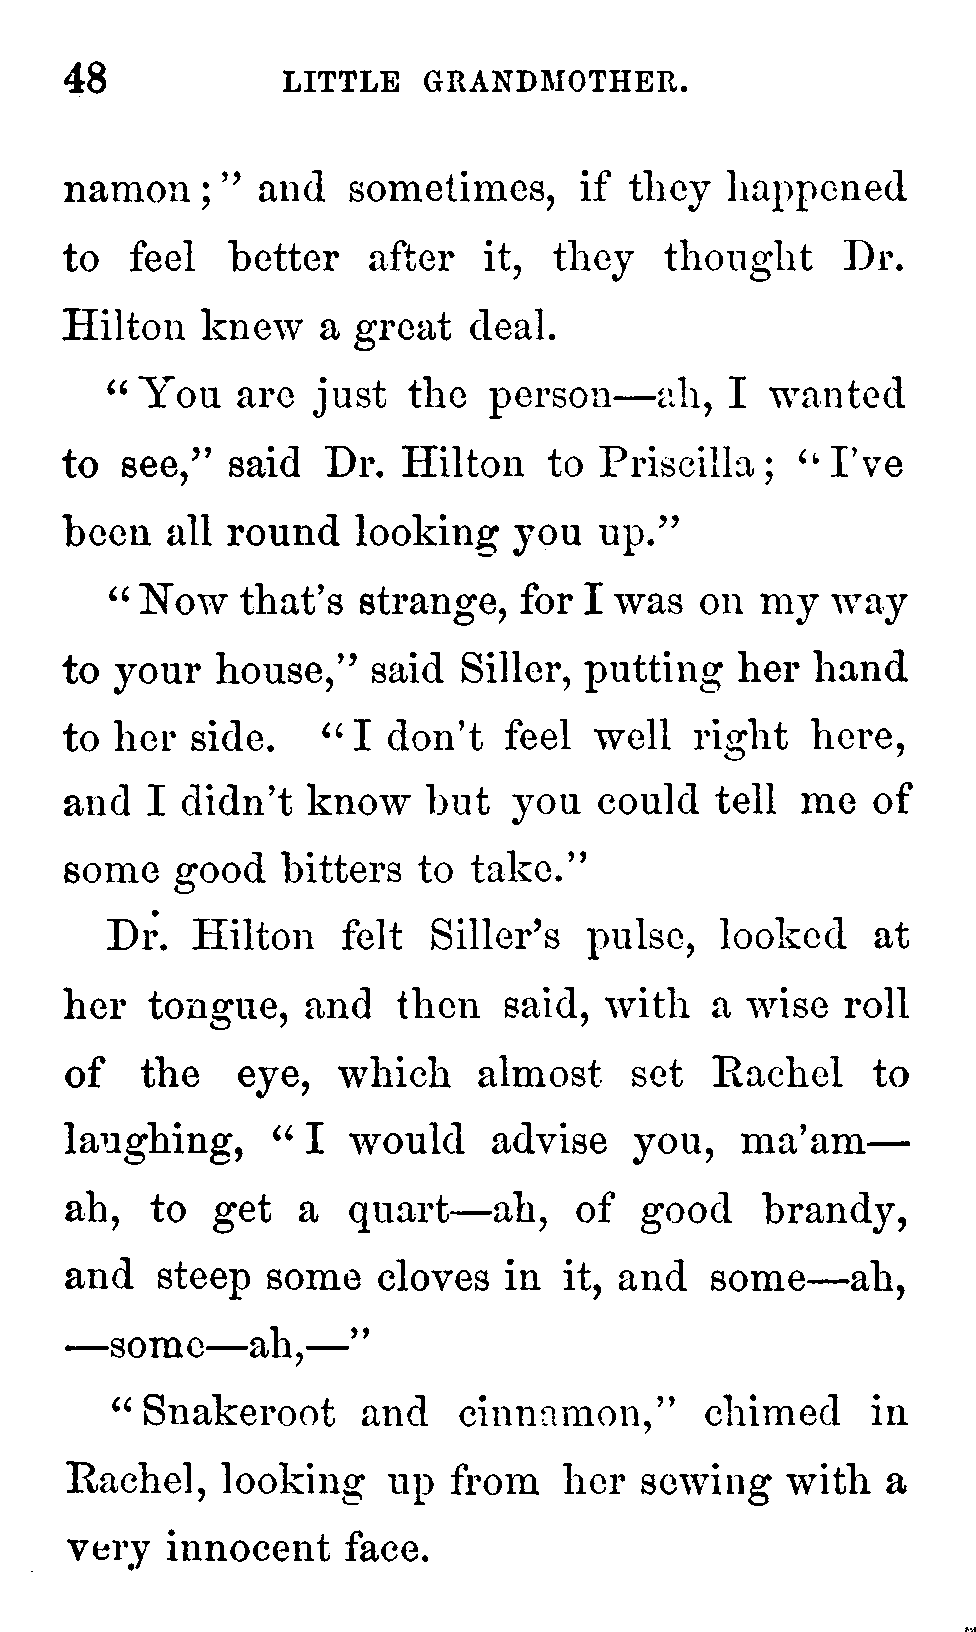 48 LITTLE GRANDMOTHER.
namon;" and sometimes, if they happened
to feel better after it, they thought Dr.
Hilton knew a great deal.
"You are just the person—ah, I wanted
to see," said Dr. Hilton to Priscilla; "I've
been all round looking you up."
"Now that's strange, for I was on my way
to your house," said Siller, putting her hand
to her side. "I don't feel well right here,
and I didn't know but you could tell me of
some good bitters to take."
Dr. Hilton felt Siller's pulse, looked at
her tongue, and then said, with a wise roll
of the eye, which almost set Rachel to
laughing, "I would advise you, ma'am—
ah, to get a quart—ah, of good brandy,
and steep some cloves in it, and some—ah,
—some—ah,—"
"Snakeroot and cinnamon," chimed in
Rachel, looking up from her sewing with a
very innocent face.